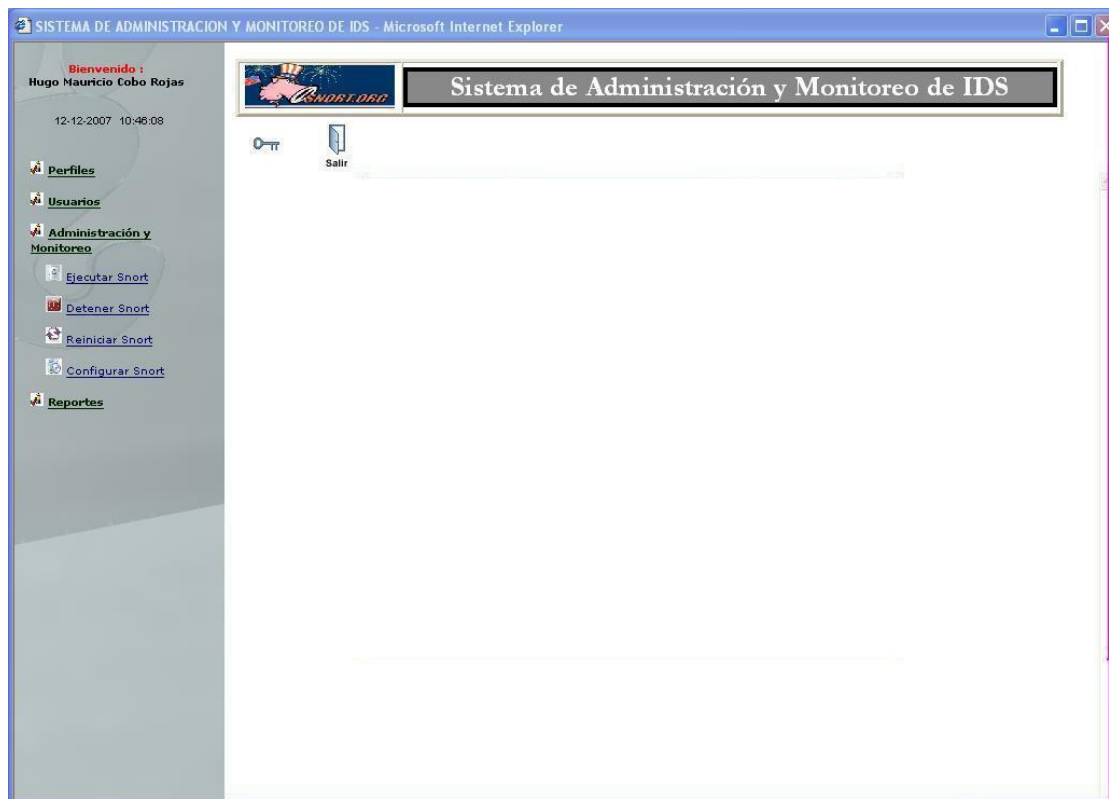 SISTEMA DE ADMINISTRACION Y MONITOREO DE IDS - Microsoft Internet Explorer
Bienvenido :
Hugo Mauricio Cobo Rojas
12-12-2007 10:46:08
SNORT.ORG
Sistema de Administración y Monitoreo de IDS
Salir
Perfiles
Usuarios
Administración y
Monitoreo
Ejecutar Snort
Detener Snort
Reiniciar Snort
Configurar Snort
Reportes